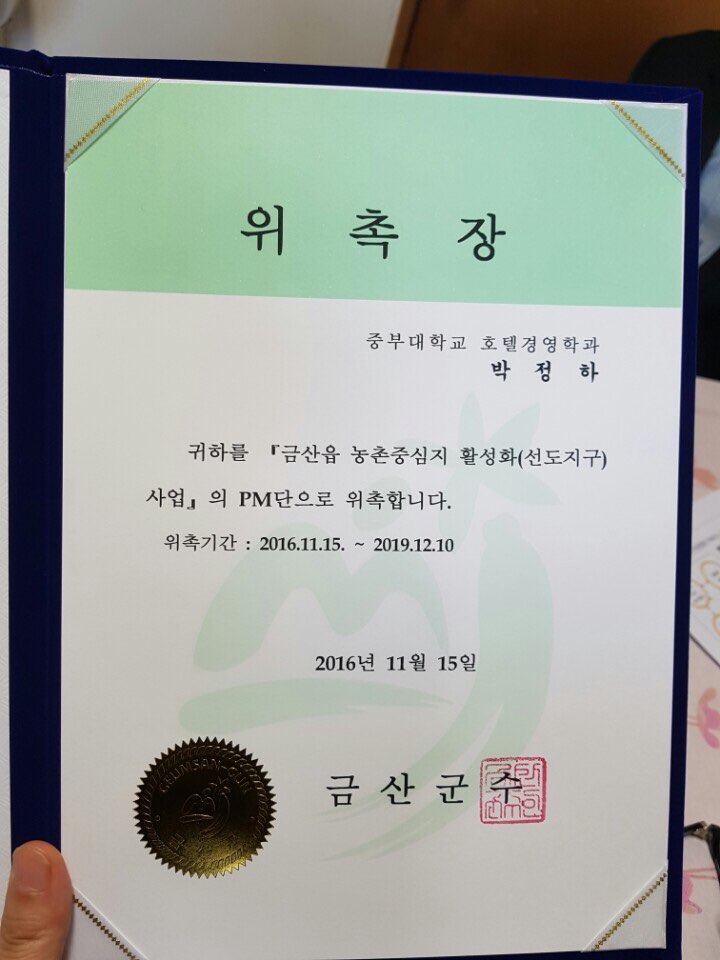 위 촉 장
중부대학교 호텔경영학과
박 정 하
귀하를 『금산읍 농촌중심지 활성화(선도지구)
사업』의 PM단으로 위촉합니다.
위촉기간 : 2016.11.15. ~ 2019.12.10
2016년 11월 15일
금 산 군 수